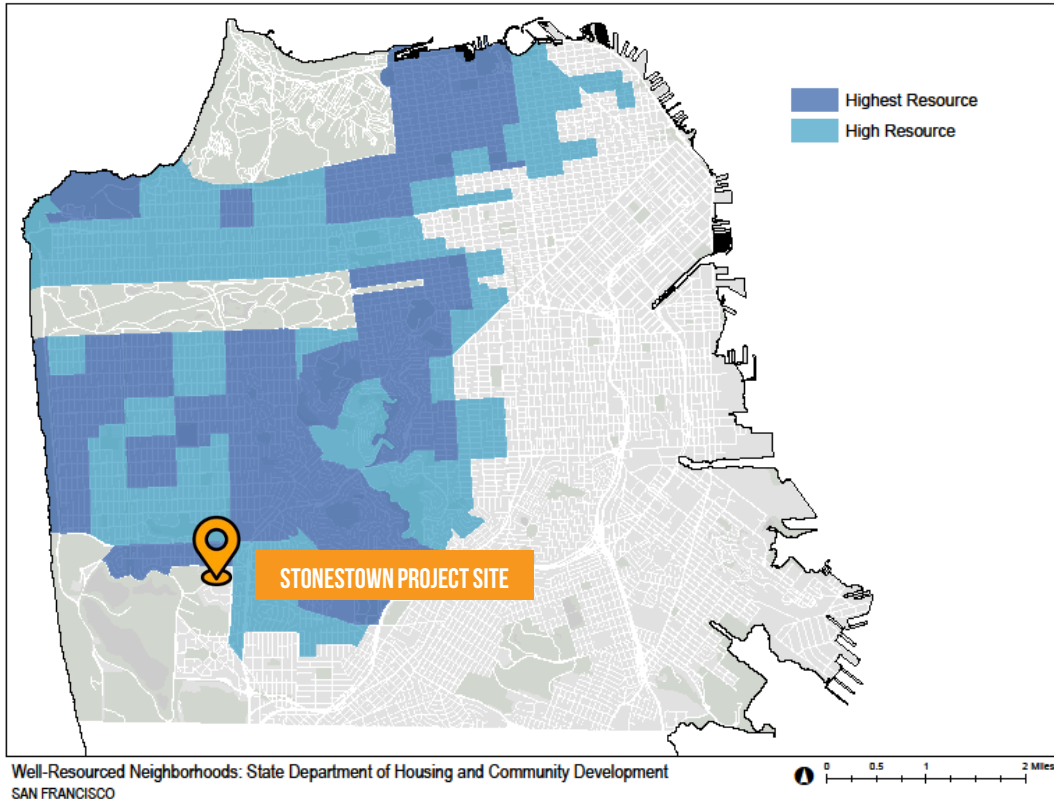 Highest Resource
High Resource
STONESTOWN PROJECT SITE
Well-Resourced Neighborhoods: State Department of Housing and Community Development
SAN FRANCISCO
0 0.5 1 2 Miles